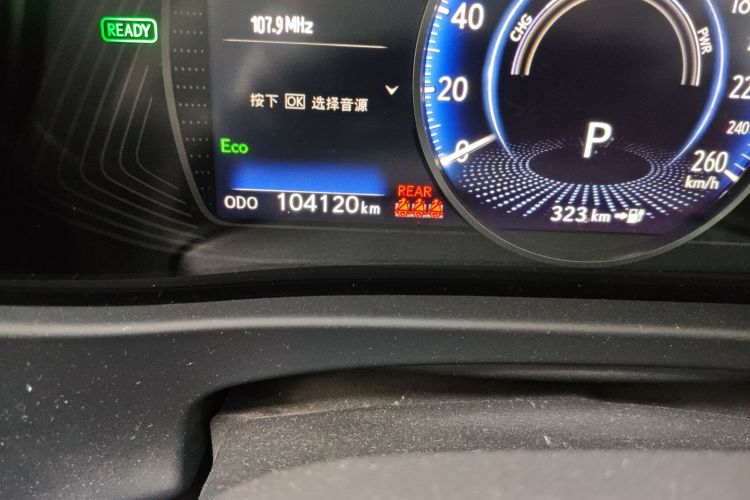 READY
107.9 MHz
按下 OK 选择音源
Eco
ODO 104120 km
REAR
40
20
0
CHG
PWR
P
22
240
260
km/h
323 km